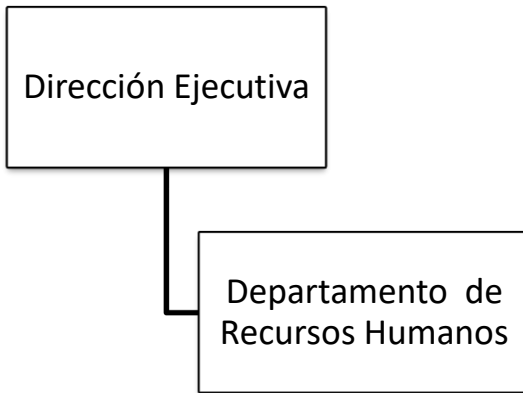 Dirección Ejecutiva
Departamento de
Recursos Humanos